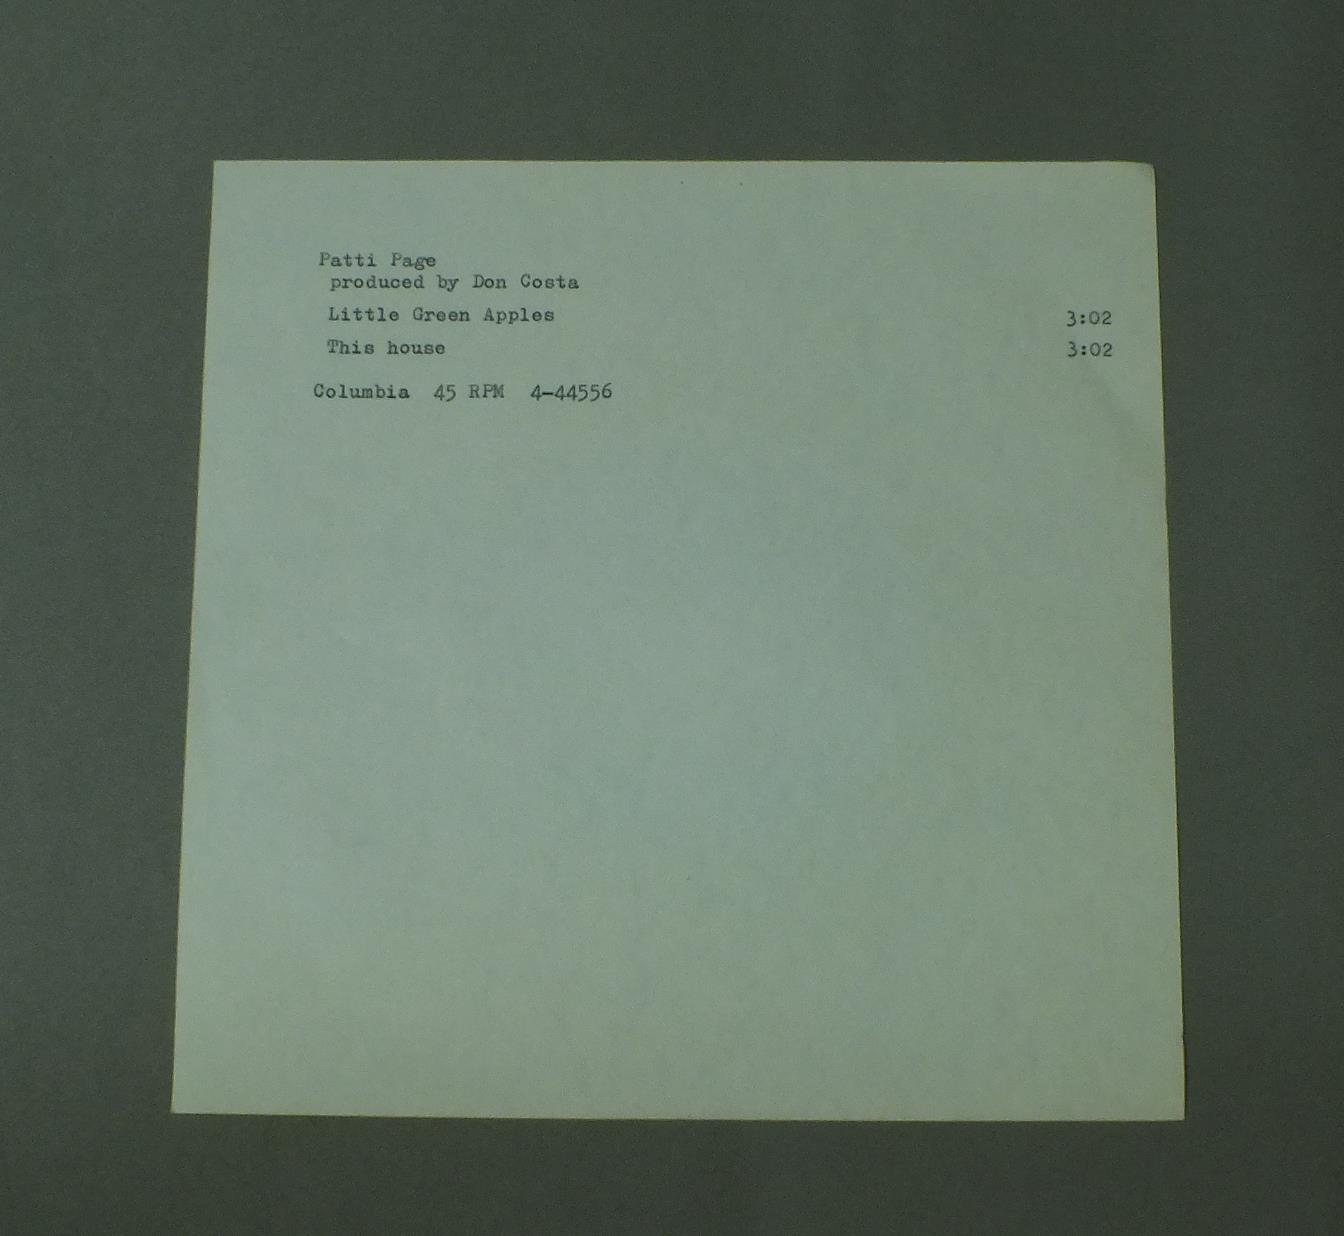 Patti Page
produced by Don Costa
Little Green Apples 3:02
This house 3:02
Columbia 45 RPM 4-44556